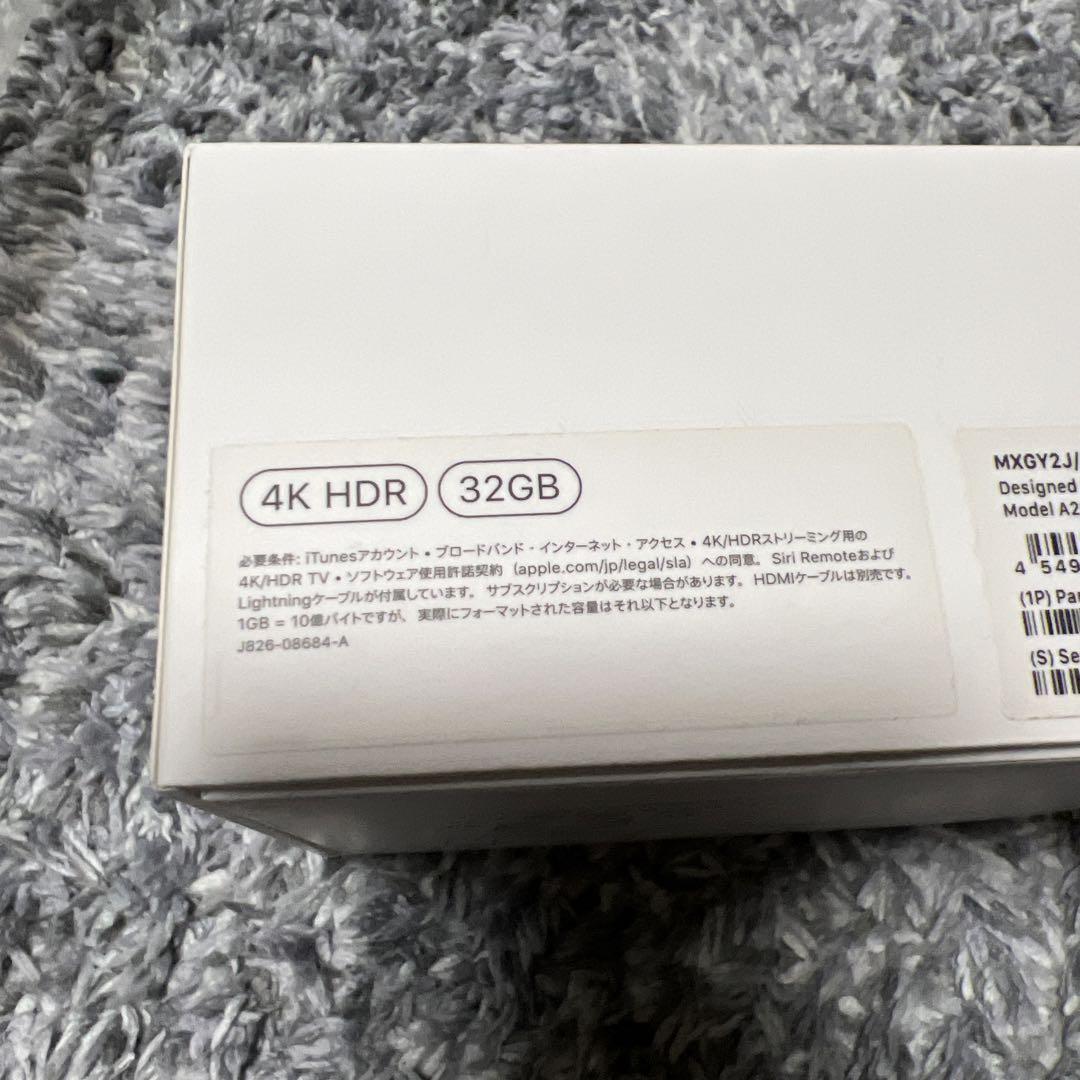 4K HDR 32GB
必要条件: iTunesアカウント • ブロードバンド・インターネット・アクセス • 4K/HDRストリーミング用の
4K/HDR TV • ソフトウェア使用許諾契約（apple.com/jp/legal/sla）への同意。 Siri Remoteおよび
Lightningケーブルが付属しています。 サブスクリプションが必要な場合があります。 HDMIケーブルは別売です。
1GB = 10億バイトですが、 実際にフォーマットされた容量はそれ以下となります。
J826-08684-A
MXGY2J/
Designed
Model A2
4 549
(1P) Par
(S) Se